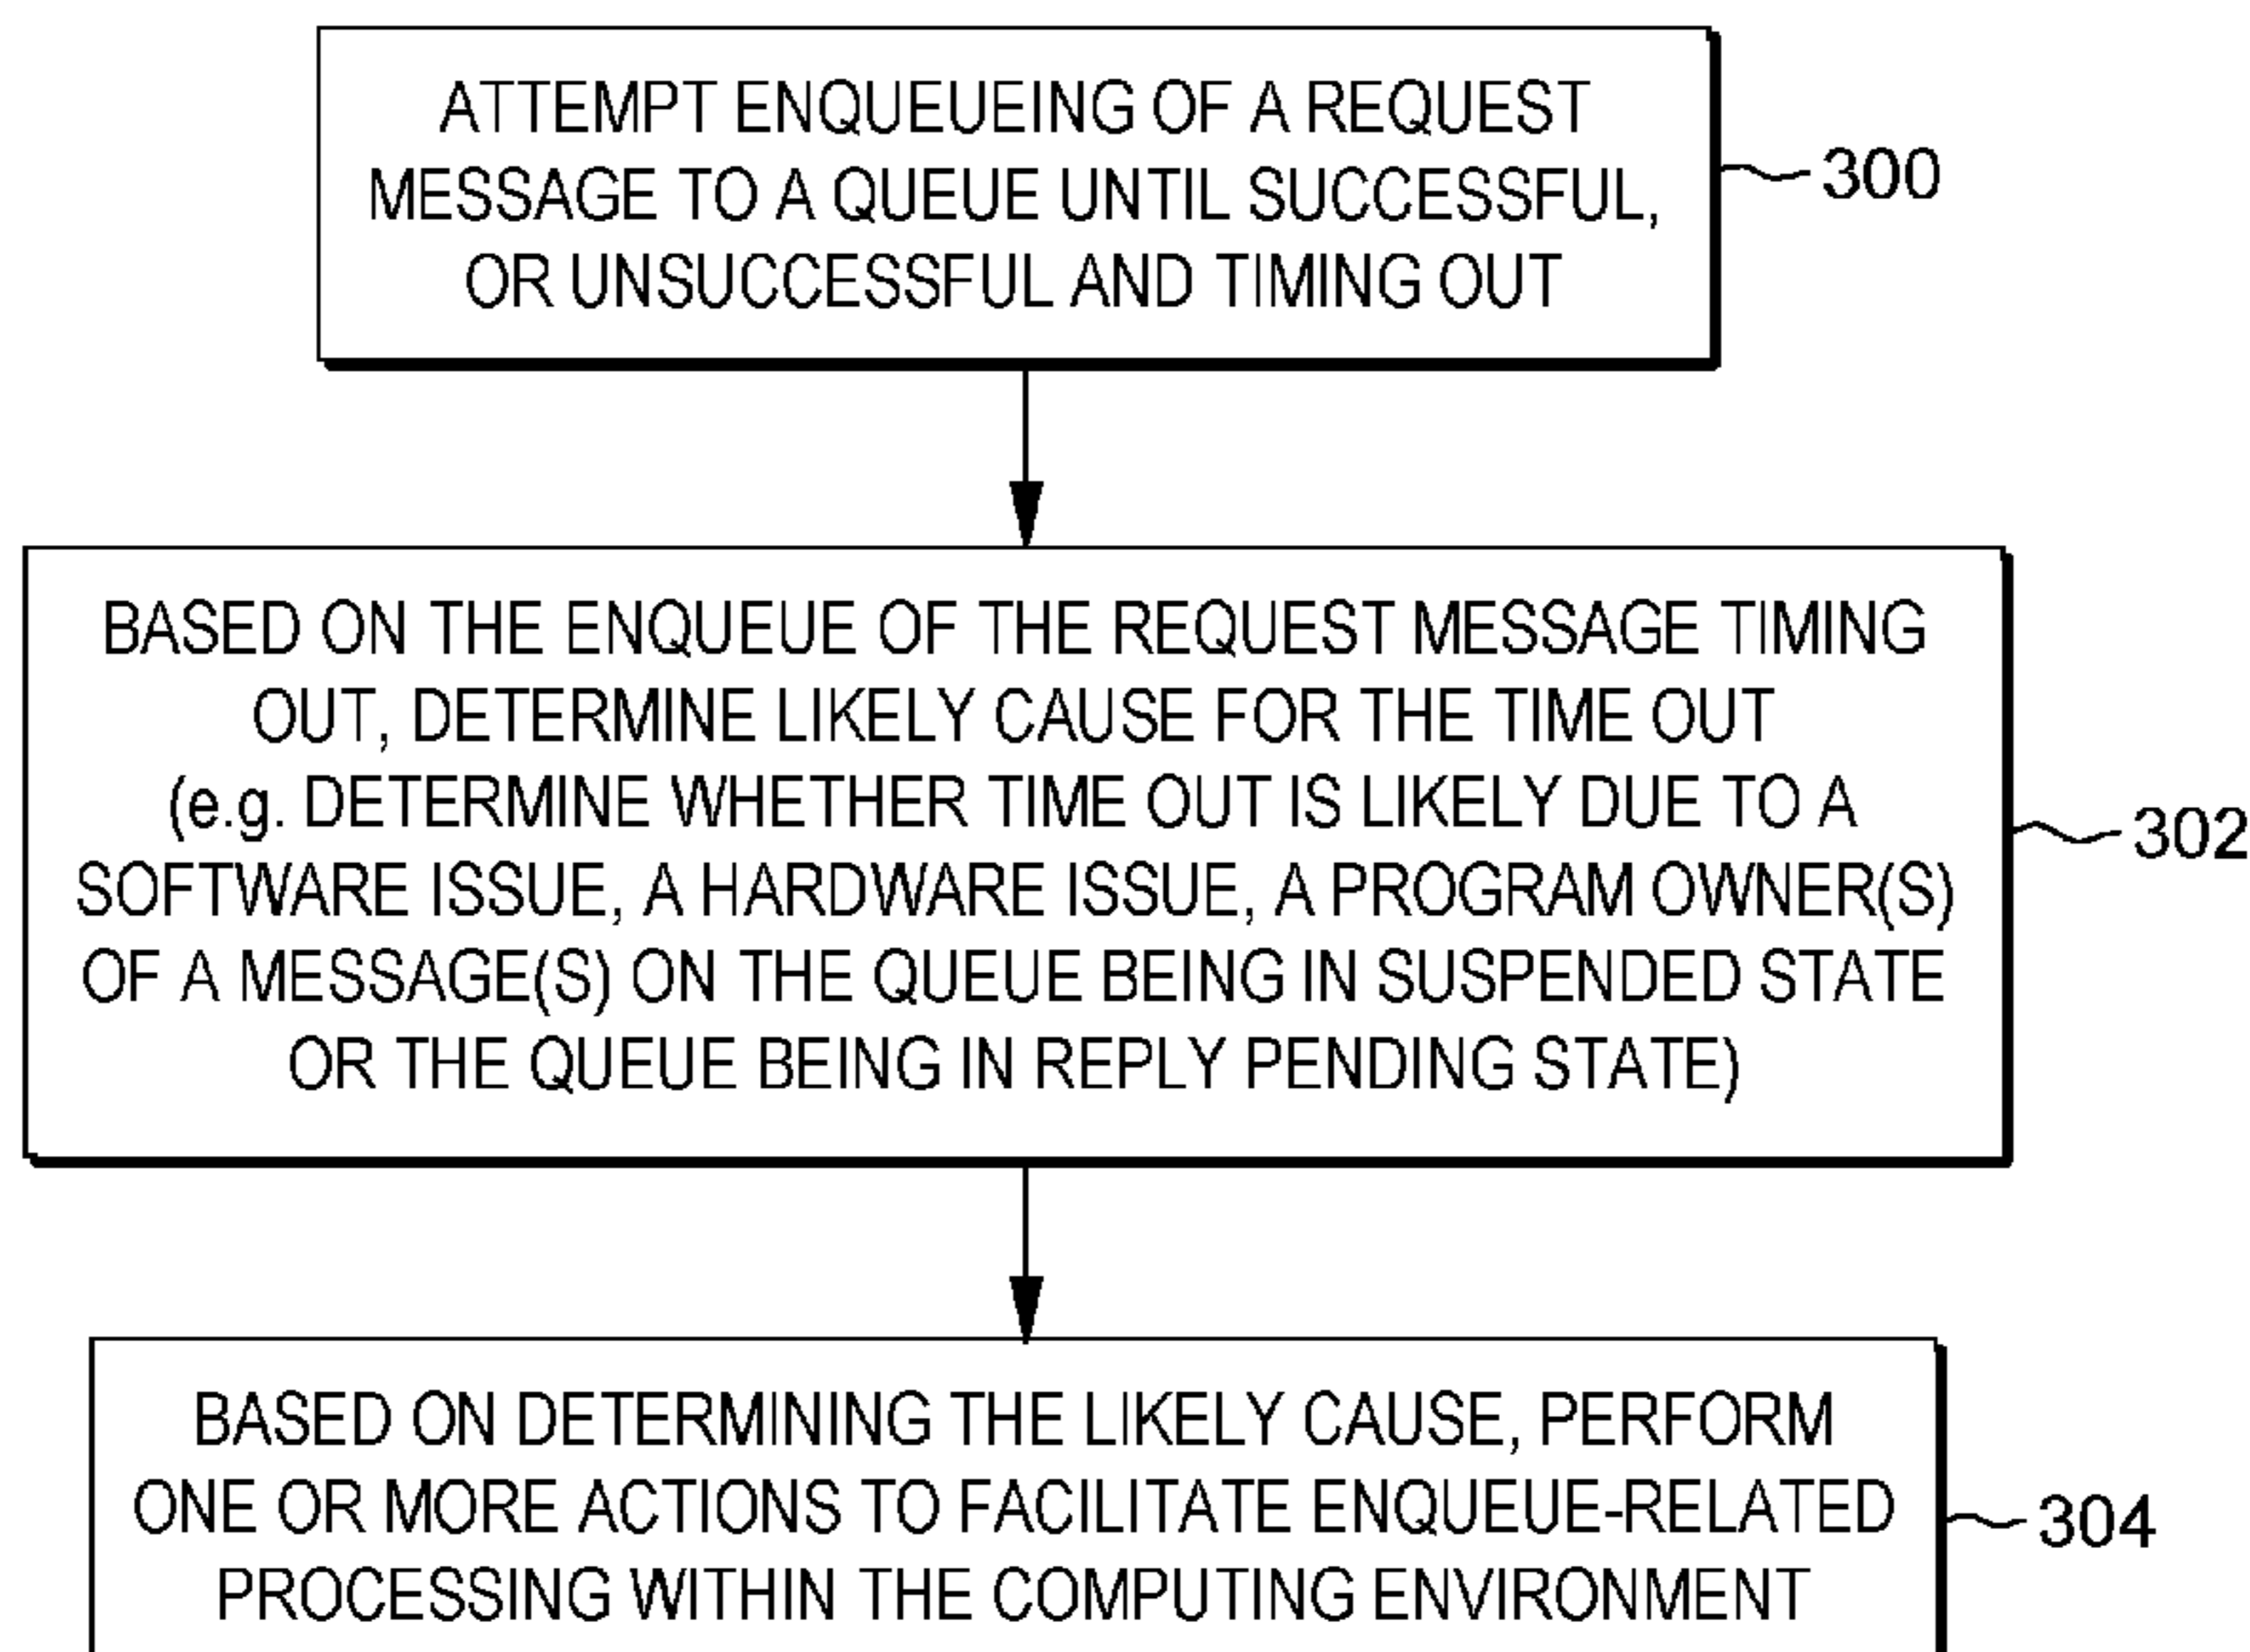 ATTEMPT ENQUEUEING OF A REQUEST
MESSAGE TO A QUEUE UNTIL SUCCESSFUL,
OR UNSUCCESSFUL AND TIMING OUT
300
BASED ON THE ENQUEUE OF THE REQUEST MESSAGE TIMING
OUT, DETERMINE LIKELY CAUSE FOR THE TIME OUT
(e.g. DETERMINE WHETHER TIME OUT IS LIKELY DUE TO A
SOFTWARE ISSUE, A HARDWARE ISSUE, A PROGRAM OWNER(S)
OF A MESSAGE(S) ON THE QUEUE BEING IN SUSPENDED STATE
OR THE QUEUE BEING IN REPLY PENDING STATE)
302
BASED ON DETERMINING THE LIKELY CAUSE, PERFORM
ONE OR MORE ACTIONS TO FACILITATE ENQUEUE-RELATED
PROCESSING WITHIN THE COMPUTING ENVIRONMENT
304